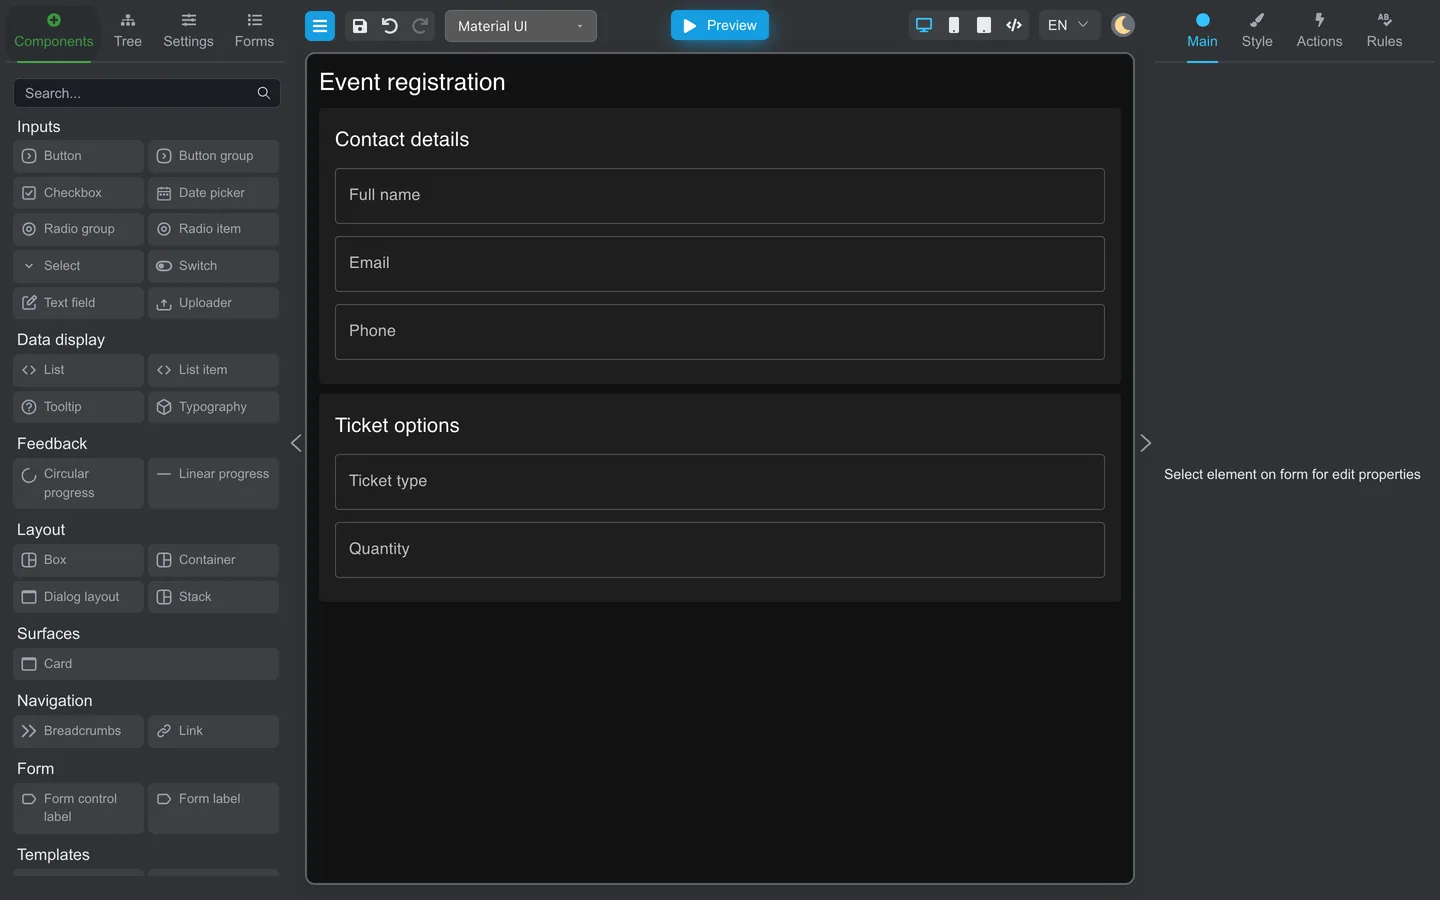 Components
Tree
Settings
Forms
Material UI
Preview
EN
Main
Style
Actions
AB
Rules
Search...
Inputs
Button
Button group
Checkbox
Date picker
Radio group
Radio item
Select
Switch
Text field
Uploader
Data display
List
List item
Tooltip
Typography
Feedback
Circular
progress
Linear progress
Layout
Box
Container
Dialog layout
Stack
Surfaces
Card
Navigation
Breadcrumbs
Link
Form
Form control
label
Form label
Templates
Event registration
Contact details
Full name
Email
Phone
Ticket options
Ticket type
Quantity
Select element on form for edit properties